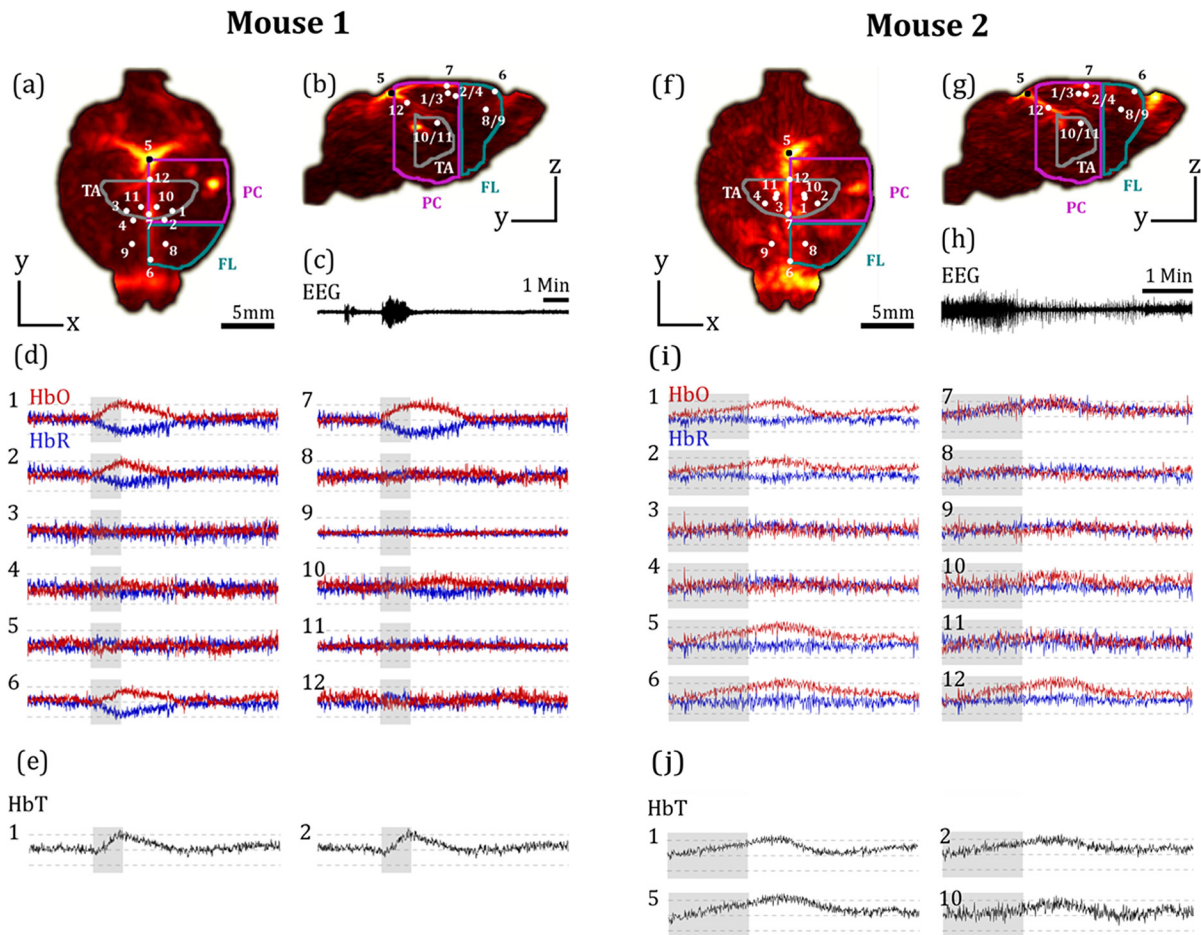 Mouse 1
Mouse 2
(a)
5
TA
12
11
10
3
1
4
7
2
9
8
6
PC
FL
y
x
5mm
(b)
5
7
6
1/3
2/4
12
8/9
10/11
TA
PC
FL
z
y
(c)
EEG
1 Min
(d)
1
HbO
HbR
2
3
4
5
6
7
8
9
10
11
12
(e)
HbT
1
2
(f)
5
TA
12
11
10
4
2
3
1
7
9
8
6
PC
FL
y
x
5mm
(g)
5
7
6
1/3
2/4
12
8/9
10/11
TA
PC
FL
z
y
(h)
EEG
1 Min
(i)
1
HbO
HbR
2
3
4
5
6
7
8
9
10
11
12
(j)
HbT
1
2
5
10